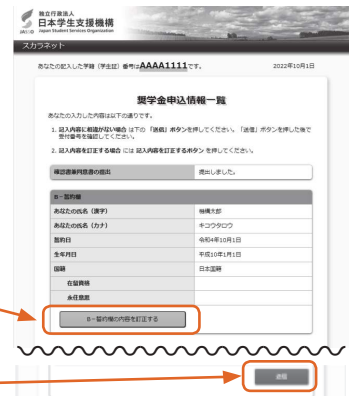 独立行政法人
日本学生支援機構
JASSO Japan Student Services Organization
スカラネット
あなたの記入した学籍（学生証）番号はAAAA1111です。 2022年10月1日
奨学金申込情報一覧
あなたの入力した内容は以下の通りです。
1. 記入内容に相違がない場合 は下の 「送信」ボタンを押してください。「送信」ボタンを押した後で
受付番号を確認してください。
2. 記入内容を訂正する場合 には 記入内容を訂正するボタン を押してください。
確認書兼同意書の提出 提出しました。
B－誓約欄
あなたの氏名（漢字） 機構太郎
あなたの氏名（カナ） キコウタロウ
誓約日 令和4年10月1日
生年月日 平成10年1月1日
国籍 日本国籍
在留資格
永住意思
B－誓約欄の内容を訂正する
送信